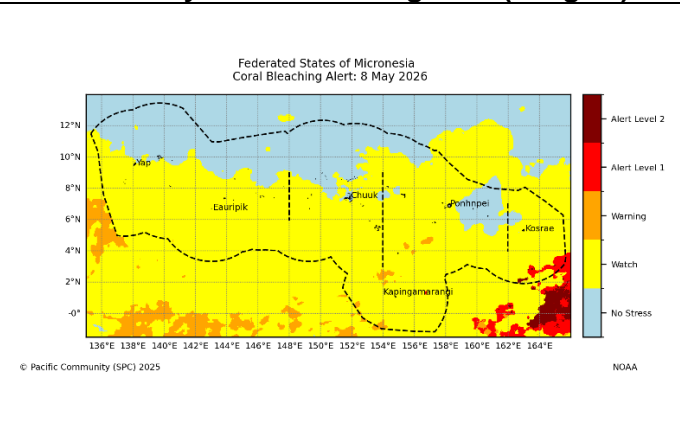 Federated States of Micronesia
Coral Bleaching Alert: 8 May 2026
12°N
10°N
8°N
6°N
4°N
2°N
-0°
Yap
Chuuk
Eauripik
Pohnpei
Kosrae
Kapingamarangi
136°E 138°E 140°E 142°E 144°E 146°E 148°E 150°E 152°E 154°E 156°E 158°E 160°E 162°E 164°E
Alert Level 2
Alert Level 1
Warning
Watch
No Stress
© Pacific Community (SPC) 2025
NOAA